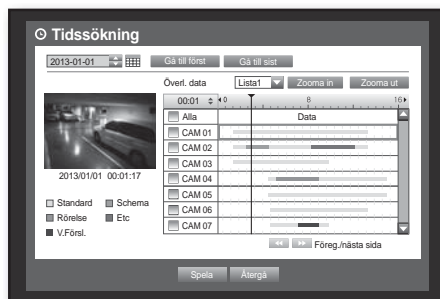 Tidssökning
2013-01-01 Gå till först Gå till sist
Överl. data Lista1 Zooma in Zooma ut
00:01 0 8 16
Alla Data
CAM 01
CAM 02
CAM 03
CAM 04
CAM 05
CAM 06
CAM 07
2013/01/01 00:01:17
Standard Schema
Rörelse Etc
V.Försl.
Föreg./nästa sida
Spela Återgå